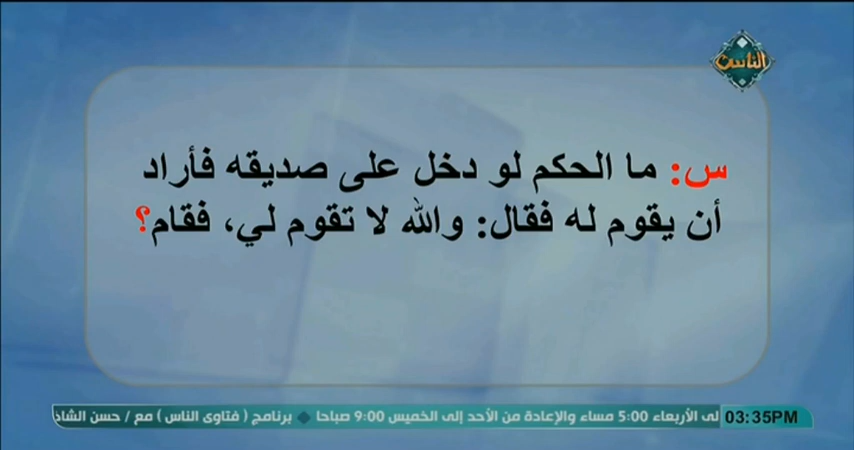 الناس
س: ما الحكم لو دخل على صديقه فأراد
أن يقوم له فقال: والله لا تقوم لي، فقام؟
لى الأربعاء 5:00 مساء والإعادة من الأحد إلى الخميس 9:00 صباحا ◆ برنامج ( فتاوى الناس ) مع / حسن الشاذ
03:35PM